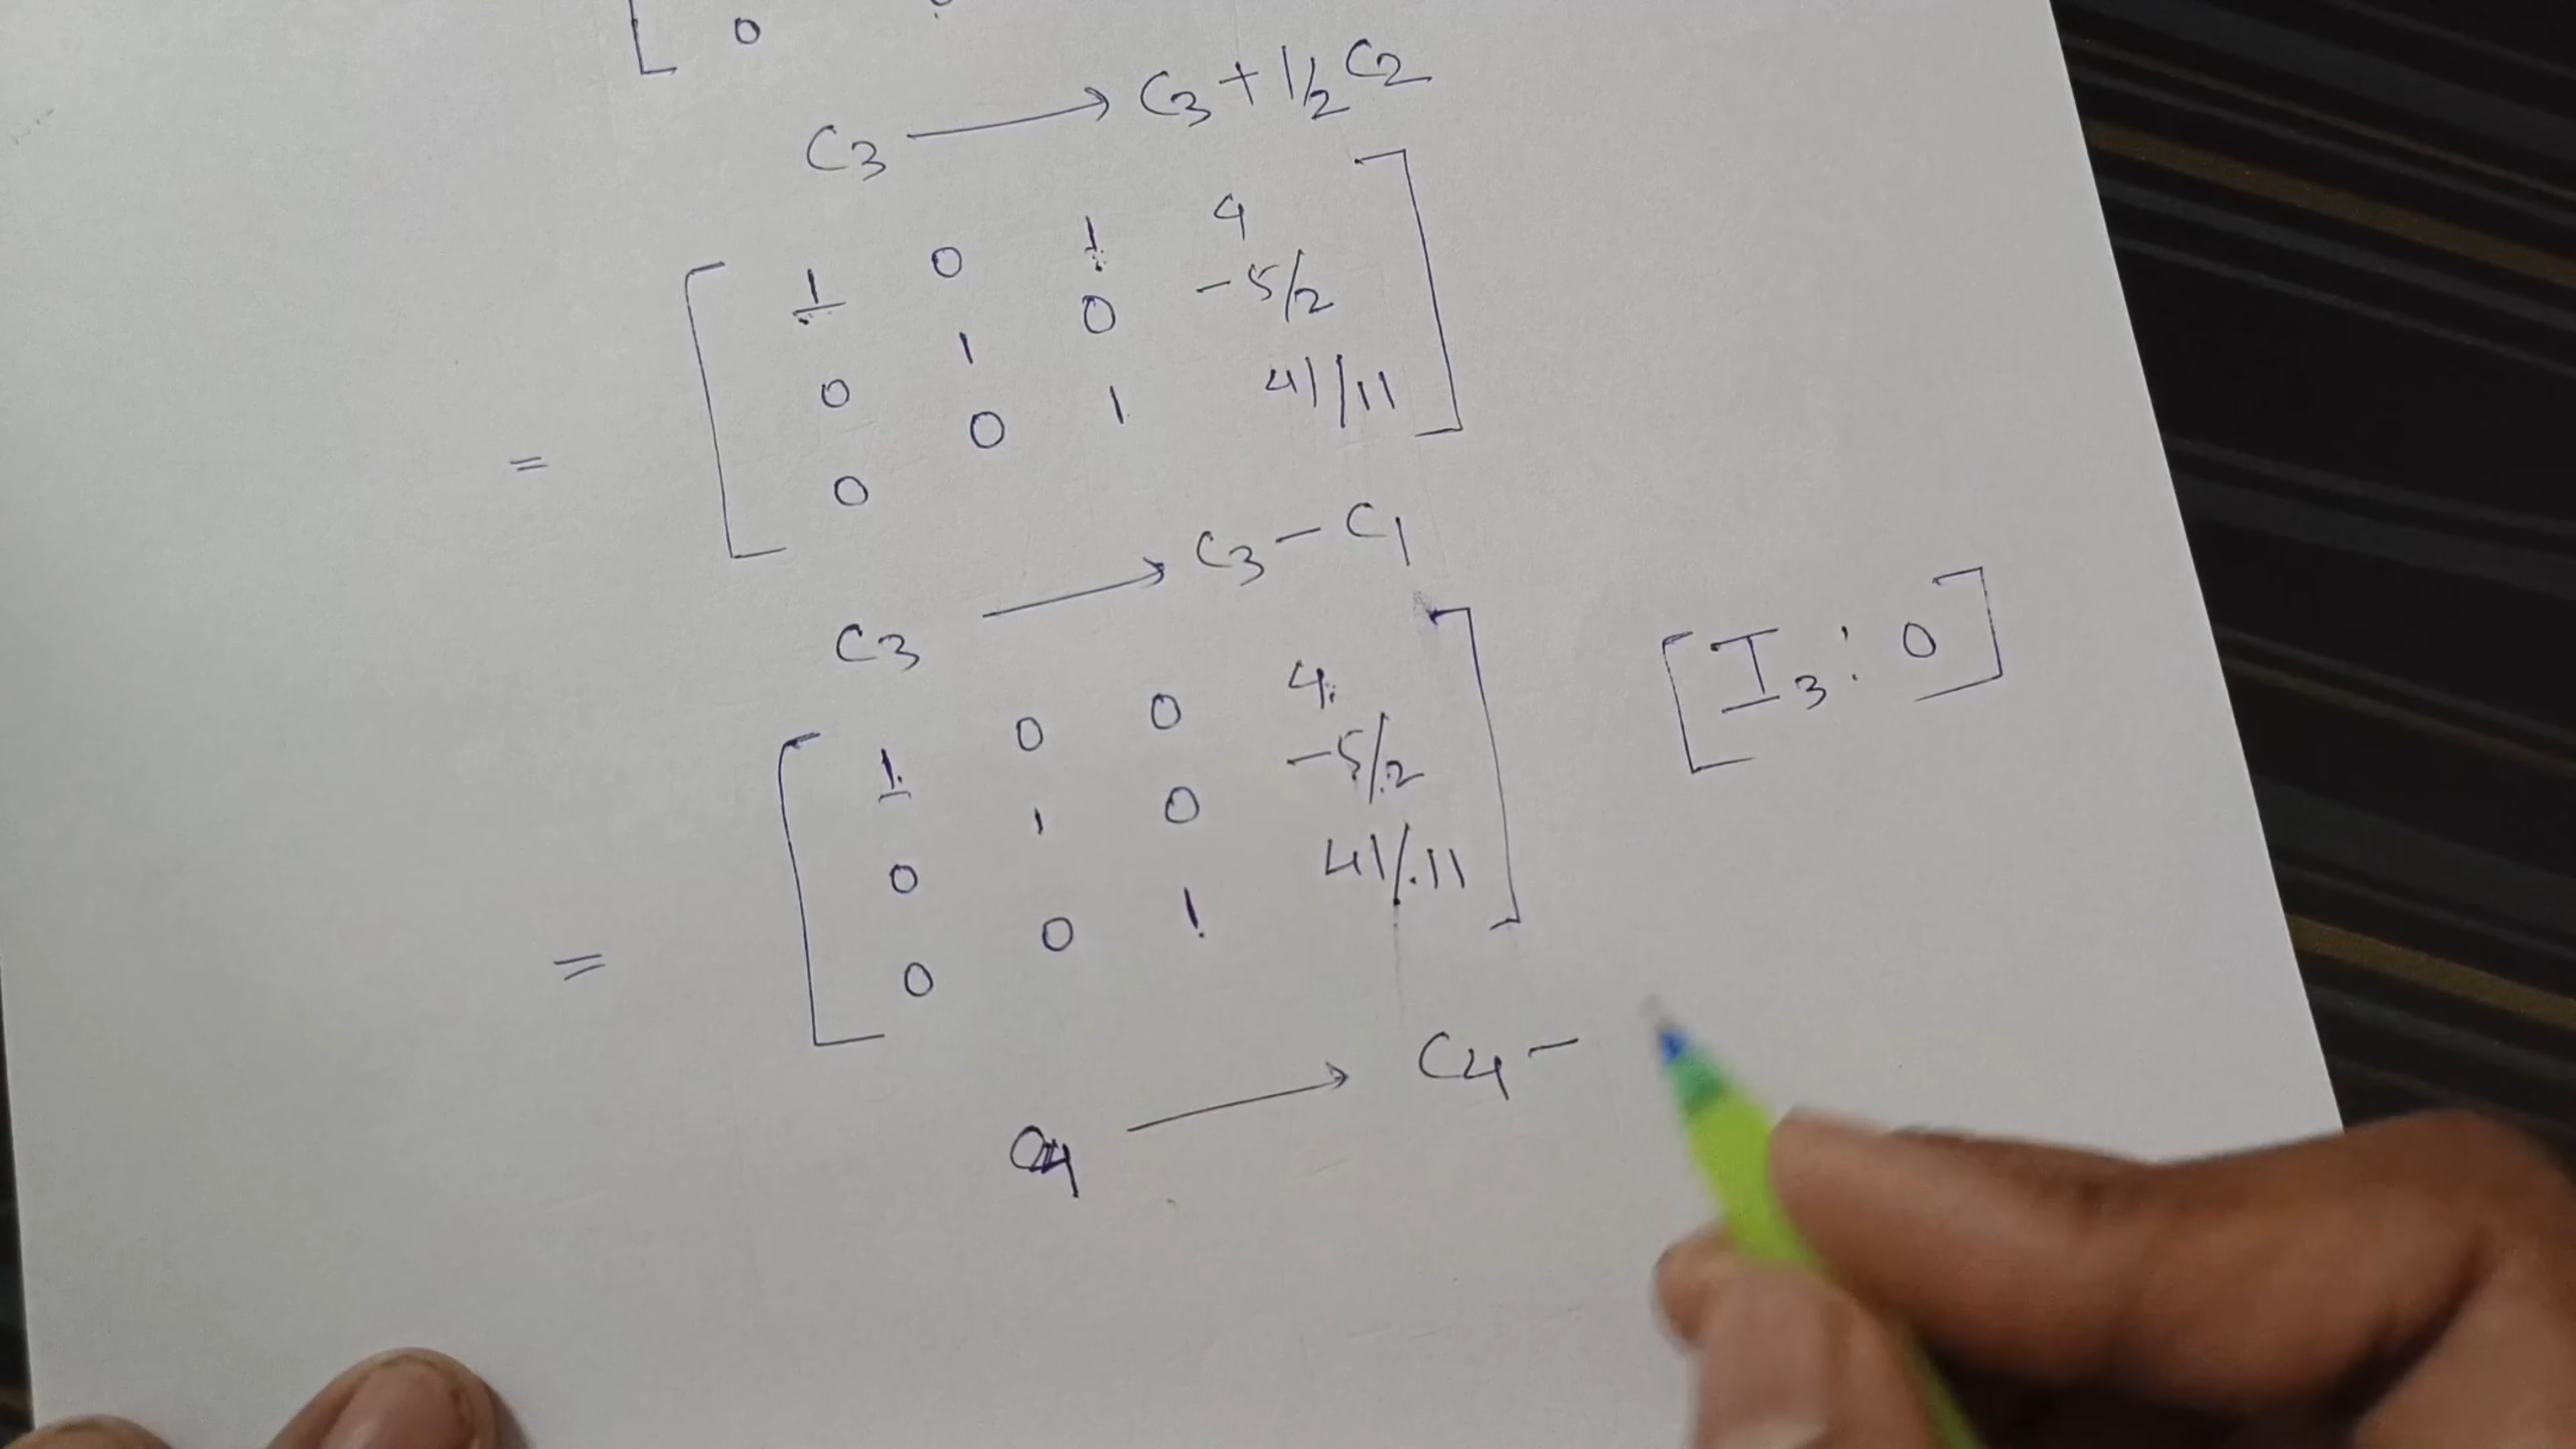 0
C3 → C3 + 1/2 C2
1 0 1 4
0 1 0 -5/2
= 0 0 1 41/11
C3 → C3 - C1
1 0 0 4
0 1 0 -5/2
= 0 0 1 41/11
[I3 : 0]
C4 → C4 -